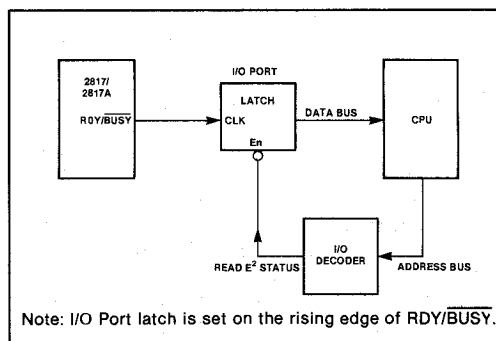 2817/
2817A
RDY/BUSY
I/O PORT
LATCH
CLK
En
DATA BUS
CPU
I/O
DECODER
READ E² STATUS
ADDRESS BUS
Note: I/O Port latch is set on the rising edge of RDY/BUSY.